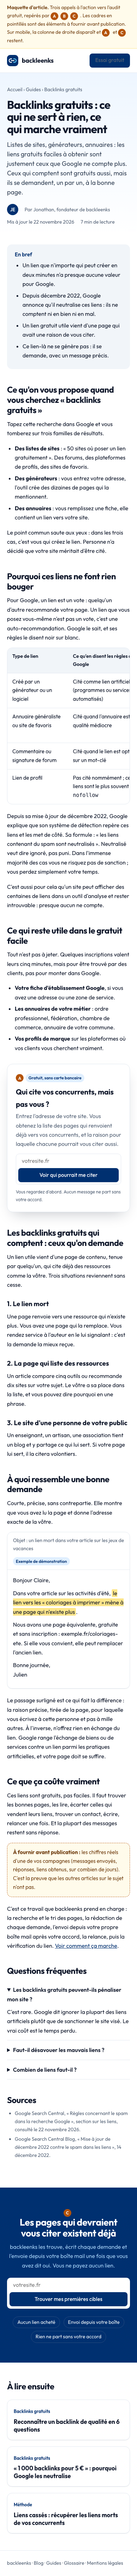 Maquette d'article. Trois appels à l'action vers l'audit
gratuit, repérés par A B C. Les cadres en
pointillés sont des éléments à fournir avant publication.
Sur mobile, la colonne de droite disparaît et A et C
restent.
backleenks
Essai gratuit
Accueil › Guides › Backlinks gratuits
Backlinks gratuits : ce
qui ne sert à rien, ce
qui marche vraiment
Listes de sites, générateurs, annuaires :
les liens gratuits faciles à obtenir sont
justement ceux que Google ne compte plus.
Ceux qui comptent sont gratuits aussi, mais
ils se demandent, un par un, à la bonne
page.
Par Jonathan, fondateur de backleenks
Mis à jour le 22 novembre 2026 7 min de lecture
En bref
Un lien que n'importe qui peut créer en
deux minutes n'a presque aucune valeur
pour Google.
Depuis décembre 2022, Google
annonce qu'il neutralise ces liens : ils ne
comptent ni en bien ni en mal.
Un lien gratuit utile vient d'une page qui
avait une raison de vous citer.
Ce lien-là ne se génère pas : il se
demande, avec un message précis.
Ce qu'on vous propose quand
vous cherchez « backlinks
gratuits »
Tapez cette recherche dans Google et vous
tomberez sur trois familles de résultats.
Des listes de sites : « 50 sites où poser un lien
gratuitement ». Des forums, des plateformes
de profils, des sites de favoris.
Des générateurs : vous entrez votre adresse,
l'outil crée des dizaines de pages qui la
mentionnent.
Des annuaires : vous remplissez une fiche, elle
contient un lien vers votre site.
Le point commun saute aux yeux : dans les trois
cas, c'est vous qui créez le lien. Personne n'a
décidé que votre site méritait d'être cité.
Pourquoi ces liens ne font rien
bouger
Pour Google, un lien est un vote : quelqu'un
d'autre recommande votre page. Un lien que vous
posez vous-même n'est pas un vote, c'est une
auto-recommandation. Google le sait, et ses
règles le disent noir sur blanc.
Type de lien
Ce qu'en disent les règles d
Google
Créé par un
générateur ou un
logiciel
Cité comme lien artificiel
(programmes ou services
automatisés)
Annuaire généraliste
ou site de favoris
Cité quand l'annuaire est
qualité médiocre
Commentaire ou
signature de forum
Cité quand le lien est opti
sur un mot-clé
Lien de profil
Pas cité nommément ; ce
liens sont le plus souvent
nofollow
Depuis sa mise à jour de décembre 2022, Google
explique que son système de détection repère ces
liens et les met de côté. Sa formule : « les liens
considérés comme du spam sont neutralisés ». Neutralisé
veut dire ignoré, pas puni. Dans l'immense
majorité des cas vous ne risquez pas de sanction ;
vous perdez simplement votre temps.
C'est aussi pour cela qu'un site peut afficher des
centaines de liens dans un outil d'analyse et rester
introuvable : presque aucun ne compte.
Ce qui reste utile dans le gratuit
facile
Tout n'est pas à jeter. Quelques inscriptions
valent les cinq minutes qu'elles prennent, parce
qu'elles vous font trouver par des
clients, pas pour monter dans Google.
Votre fiche d'établissement Google, si vous
avez une adresse ou une zone.
Les annuaires de votre métier : ordre
professionnel, fédération, chambre de
commerce, annuaire de votre commune.
Vos profils de marque sur les plateformes où
vos clients vous cherchent vraiment.
A
Gratuit, sans carte bancaire
Qui cite vos concurrents, mais
pas vous ?
Entrez l'adresse de votre site. Vous
obtenez la liste des pages qui renvoient
déjà vers vos concurrents, et la raison pour
laquelle chacune pourrait vous citer aussi.
votresite.fr
Voir qui pourrait me citer
Vous regardez d'abord. Aucun message ne part sans
votre accord.
Les backlinks gratuits qui
comptent : ceux qu'on demande
Un lien utile vient d'une page au contenu, tenue
par quelqu'un, et qui cite déjà des ressources
comme la vôtre. Trois situations reviennent sans
cesse.
1. Le lien mort
Une page renvoie vers une ressource qui n'existe
plus. Vous avez une page qui la remplace. Vous
rendez service à l'auteur en le lui signalant : c'est
la demande la mieux reçue.
2. La page qui liste des ressources
Un article compare cinq outils ou recommande
dix sites sur un sujet. Le vôtre a sa place dans
la liste, et vous pouvez dire pourquoi en une
phrase.
3. Le site d'une personne de votre public
Un enseignant, un artisan, une association tient
un blog et y partage ce qui lui sert. Si votre page
lui sert, il la citera volontiers.
À quoi ressemble une bonne
demande
Courte, précise, sans contrepartie. Elle montre
que vous avez lu la page et donne l'adresse
exacte de la vôtre.
Objet · un lien mort dans votre article sur les jeux de
vacances
Exemple de démonstration
Bonjour Claire,
Dans votre article sur les activités d'été, le
lien vers les « coloriages à imprimer » mène à
une page qui n'existe plus.
Nous avons une page équivalente, gratuite
et sans inscription : exemple.fr/coloriages-
ete. Si elle vous convient, elle peut remplacer
l'ancien lien.
Bonne journée,
Julien
Le passage surligné est ce qui fait la différence :
la raison précise, tirée de la page, pour laquelle
vous écrivez à cette personne et pas à mille
autres. À l'inverse, n'offrez rien en échange du
lien. Google range l'échange de biens ou de
services contre un lien parmi les pratiques
artificielles, et votre page doit se suffire.
Ce que ça coûte vraiment
Ces liens sont gratuits, pas faciles. Il faut trouver
les bonnes pages, les lire, écarter celles qui
vendent leurs liens, trouver un contact, écrire,
relancer une fois. Et la plupart des messages
restent sans réponse.
À fournir avant publication : les chiffres réels
d'une de vos campagnes (messages envoyés,
réponses, liens obtenus, sur combien de jours).
C'est la preuve que les autres articles sur le sujet
n'ont pas.
C'est ce travail que backleenks prend en charge :
la recherche et le tri des pages, la rédaction de
chaque demande, l'envoi depuis votre propre
boîte mail après votre accord, la relance, puis la
vérification du lien. Voir comment ça marche.
Questions fréquentes
▼ Les backlinks gratuits peuvent-ils pénaliser
mon site ?
C'est rare. Google dit ignorer la plupart des liens
artificiels plutôt que de sanctionner le site visé. Le
vrai coût est le temps perdu.
▶ Faut-il désavouer les mauvais liens ?
▶ Combien de liens faut-il ?
Sources
Google Search Central, « Règles concernant le spam
dans la recherche Google », section sur les liens,
consulté le 22 novembre 2026.
Google Search Central Blog, « Mise à jour de
décembre 2022 contre le spam dans les liens », 14
décembre 2022.
C
Les pages qui devraient
vous citer existent déjà
backleenks les trouve, écrit chaque demande
et l'envoie depuis votre boîte mail une fois que vous
avez dit oui. Vous ne payez aucun lien.
votresite.fr
Trouver mes premières cibles
Aucun lien acheté Envoi depuis votre boîte
Rien ne part sans votre accord
À lire ensuite
Backlinks gratuits
Reconnaître un backlink de qualité en 6
questions
Backlinks gratuits
« 1 000 backlinks pour 5 € » : pourquoi
Google les neutralise
Méthode
Liens cassés : récupérer les liens morts
de vos concurrents
backleenks · Blog · Guides · Glossaire · Mentions légales